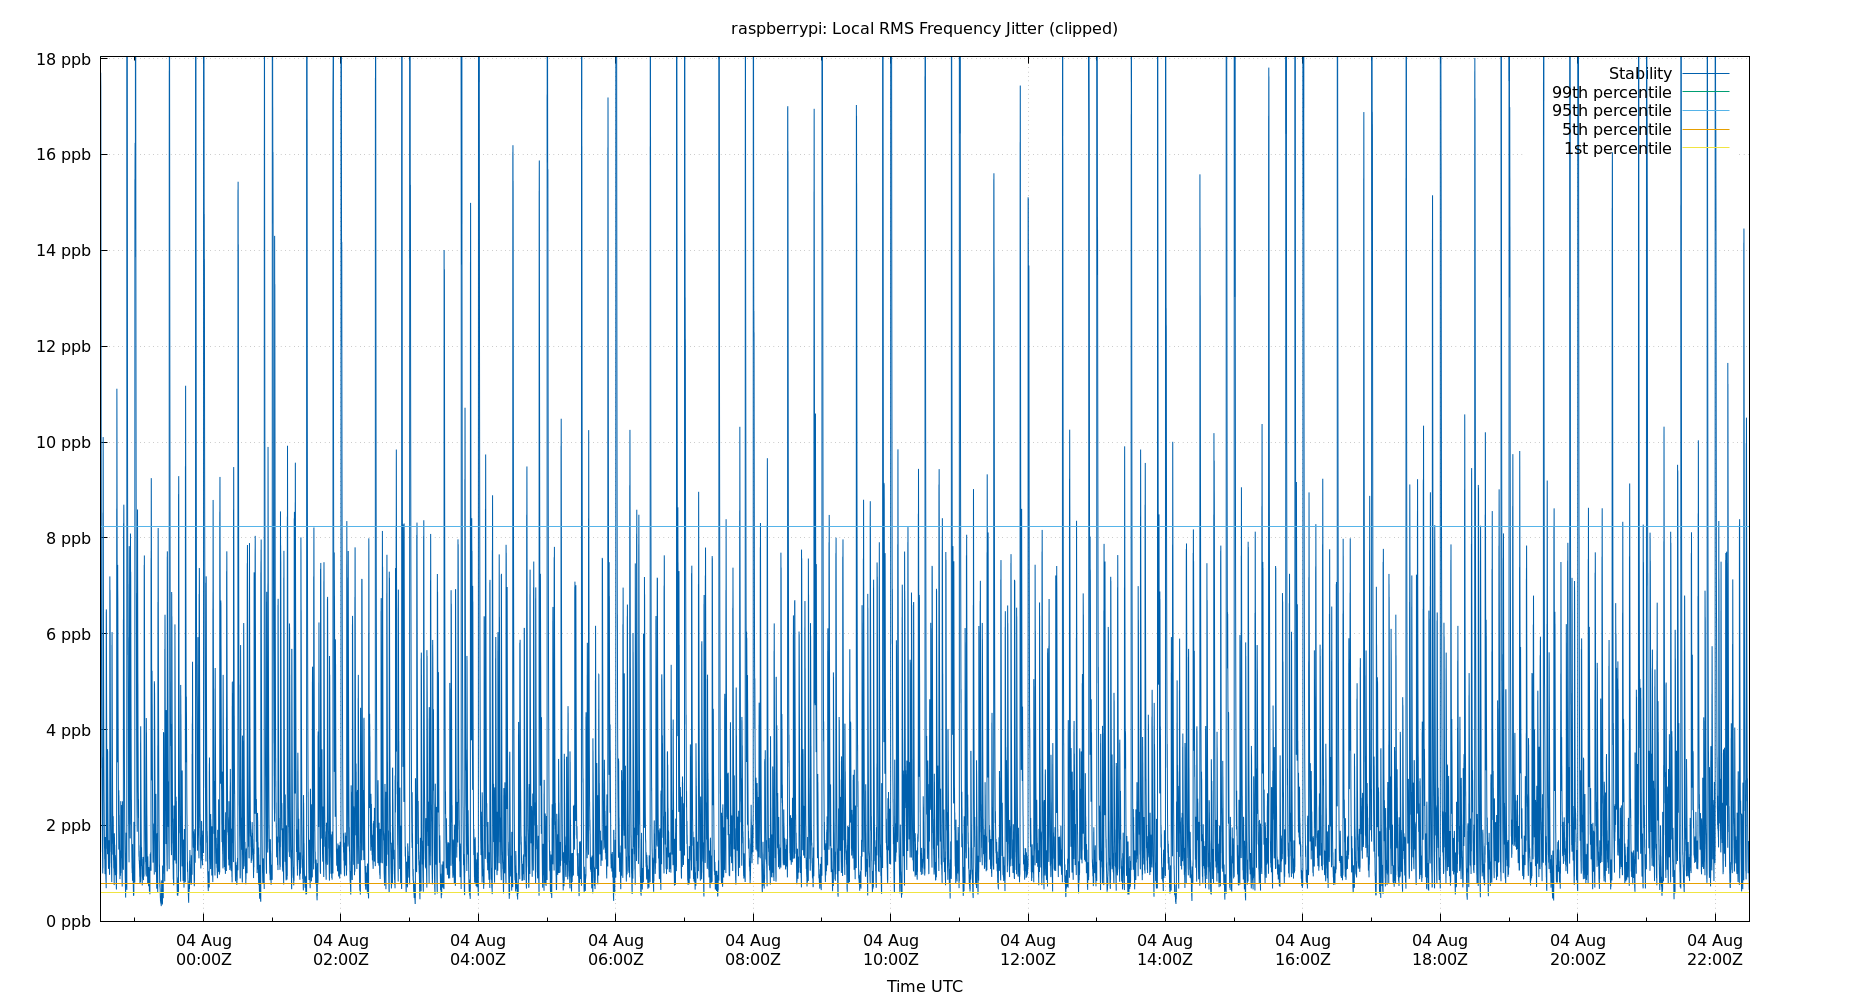 raspberrypi: Local RMS Frequency Jitter (clipped)
18 ppb
16 ppb
14 ppb
12 ppb
10 ppb
8 ppb
6 ppb
4 ppb
2 ppb
0 ppb
Stability
99th percentile
95th percentile
5th percentile
1st percentile
04 Aug 04 Aug 04 Aug 04 Aug 04 Aug 04 Aug 04 Aug 04 Aug 04 Aug 04 Aug 04 Aug 04 Aug
00:00Z 02:00Z 04:00Z 06:00Z 08:00Z 10:00Z 12:00Z 14:00Z 16:00Z 18:00Z 20:00Z 22:00Z
Time UTC